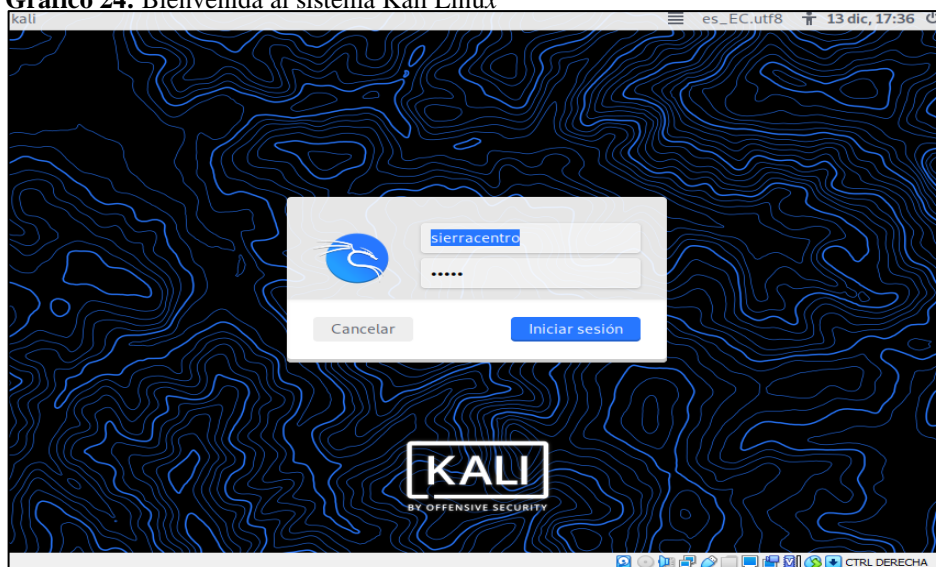 Gráfico 24: Bienvenida al sistema Kali Linux
kali es_EC.utf8 13 dic, 17:36
sierracentro
•••••
Cancelar Iniciar sesión
KALI
BY OFFENSIVE SECURITY
CTRL DERECHA